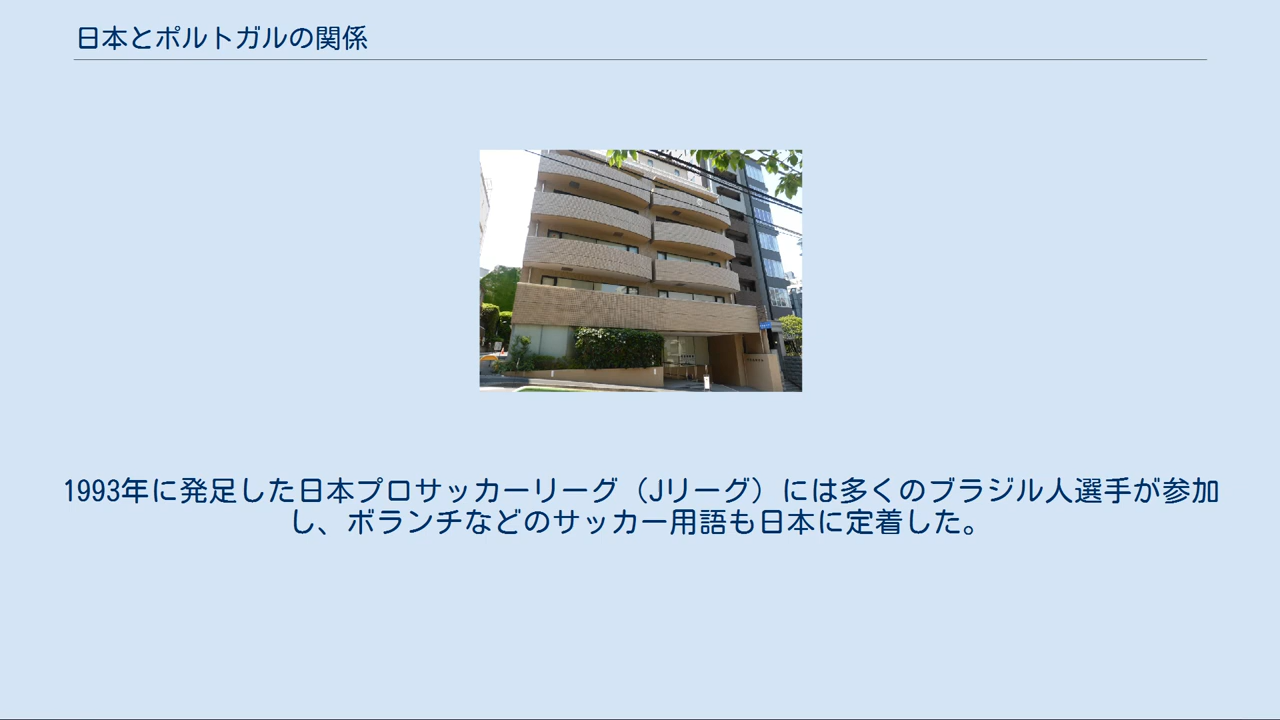 日本とポルトガルの関係
1993年に発足した日本プロサッカーリーグ（Jリーグ）には多くのブラジル人選手が参加
し、ボランチなどのサッカー用語も日本に定着した。